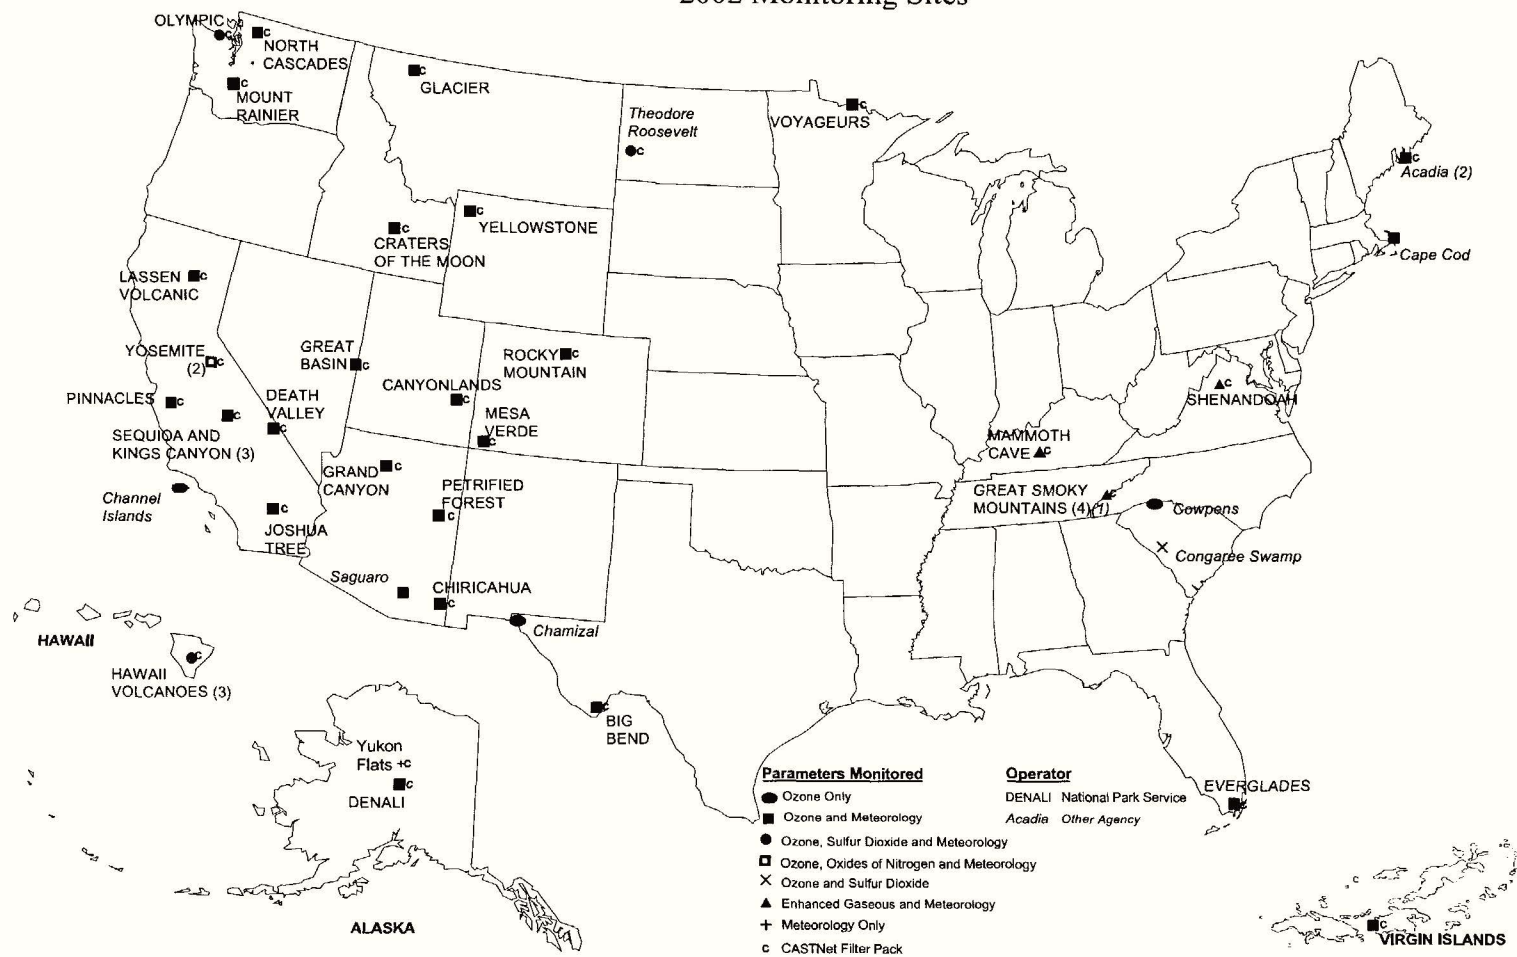 2002 Monitoring Sites
OLYMPIC
C
C
NORTH
CASCADES
C
MOUNT
RAINIER
C
GLACIER
Theodore
Roosevelt
C
C
VOYAGEURS
C
Acadia (2)
Cape Cod
C
YELLOWSTONE
C
CRATERS
OF THE MOON
LASSEN
VOLCANIC
C
YOSEMITE
(2)
C
GREAT
BASIN
C
ROCKY
MOUNTAIN
C
CANYONLANDS
C
PINNACLES
C
DEATH
VALLEY
C
MESA
VERDE
C
C
SHENANDOAH
SEQUIOA AND
KINGS CANYON (3)
C
MAMMOTH
CAVE
C
GRAND
CANYON
C
PETRIFIED
FOREST
C
GREAT SMOKY
MOUNTAINS (4)(1)
C
Channel
Islands
C
JOSHUA
TREE
Cowpens
Congaree Swamp
Saguaro
CHIRICAHUA
C
Chamizal
HAWAII
C
HAWAII
VOLCANOES (3)
C
BIG
BEND
Yukon
Flats +C
C
DENALI
ALASKA
EVERGLADES
C
Parameters Monitored
Ozone Only
Ozone and Meteorology
Ozone, Sulfur Dioxide and Meteorology
Ozone, Oxides of Nitrogen and Meteorology
Ozone and Sulfur Dioxide
Enhanced Gaseous and Meteorology
Meteorology Only
C CASTNet Filter Pack
Operator
DENALI National Park Service
Acadia Other Agency
C
VIRGIN ISLANDS